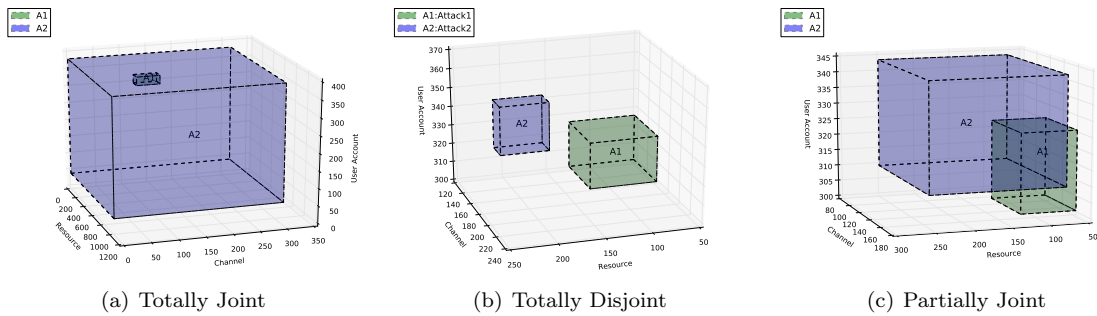 A1
A2
A1
A2
400
350
300
250
200
150
100
50
0
User Account
0
200
400
600
800
1000
1200
Resource
0
50
100
150
200
250
300
350
Channel
(a) Totally Joint
A1:Attack1
A2:Attack2
370
360
350
340
330
320
310
300
User Account
A2
A1
120
140
160
180
200
220
240
Channel
250
200
150
100
50
Resource
(b) Totally Disjoint
A1
A2
345
340
335
330
325
320
315
310
305
300
User Account
A2
A1
80
100
120
140
160
180
Channel
300
250
200
150
100
50
Resource
(c) Partially Joint